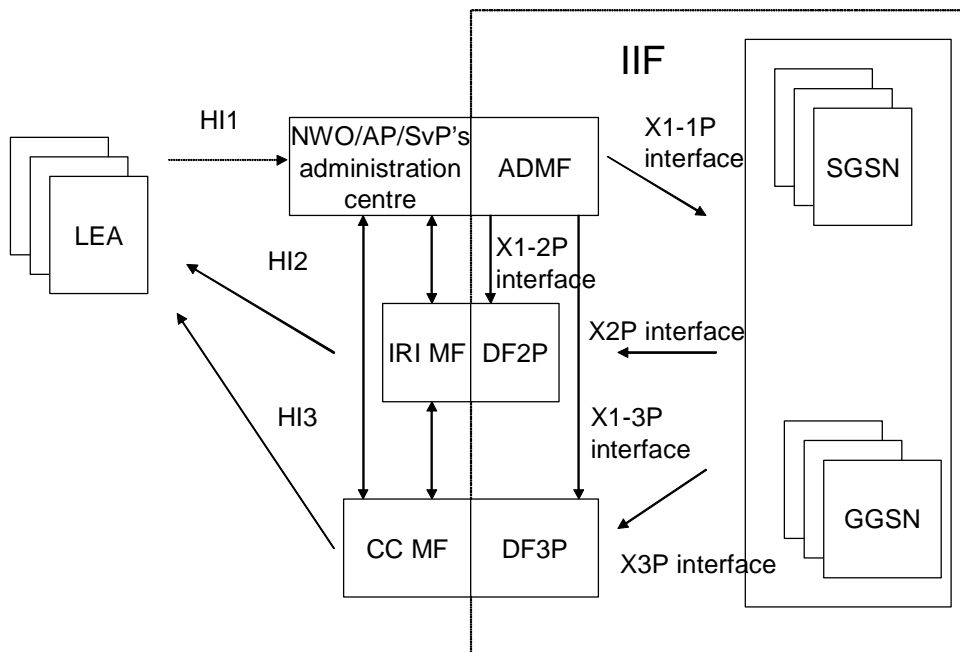 IIF
HI1
NWO/AP/SvP's
administration
centre
ADMF
X1-1P
interface
SGSN
LEA
HI2
X1-2P
interface
IRI MF
DF2P
X2P interface
HI3
X1-3P
interface
CC MF
DF3P
X3P interface
GGSN